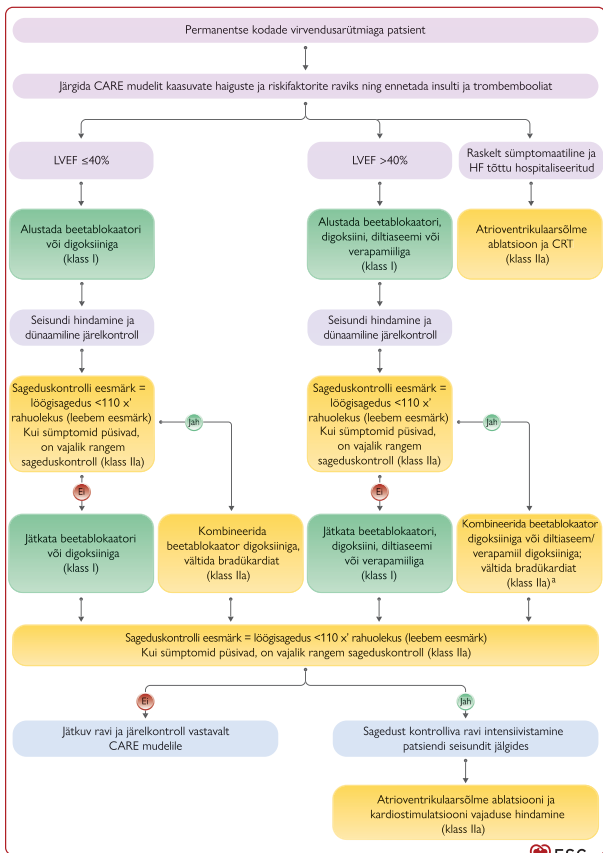 Permanentse kodade virvendusarütmiaga patsient
Järgida CARE mudelit kaasuvate haiguste ja riskifaktorite raviks ning ennetada insulti ja trombembooliat
LVEF ≤40%
LVEF >40%
Raskelt sümptomaatiline ja
HF tõttu hospitaliseeritud
Alustada beetablokaatori
või digoksiiniga
(klass I)
Alustada beetablokaatori,
digoksiini, diltiaseemi või
verapamiiliga
(klass I)
Atrioventrikulaarsõlme
ablatsioon ja CRT
(klass IIa)
Seisundi hindamine ja
dünaamiline järelkontroll
Seisundi hindamine ja
dünaamiline järelkontroll
Sageduskontrolli eesmärk =
löögisagedus <110 x’
rahuolekus (leebem eesmärk)
Kui sümptomid püsivad,
on vajalik rangem
sageduskontroll (klass IIa)
Jah
Sageduskontrolli eesmärk =
löögisagedus <110 x’
rahuolekus (leebem eesmärk)
Kui sümptomid püsivad,
on vajalik rangem
sageduskontroll (klass IIa)
Jah
Ei
Ei
Jätkata beetablokaatori
või digoksiiniga
(klass I)
Kombineerida
beetablokaator digoksiiniga,
vältida bradükardiat
(klass IIa)
Jätkata beetablokaatori,
digoksiini, diltiaseemi
või verapamiiliga
(klass I)
Kombineerida beetablokaator
digoksiiniga või diltiaseem/
verapamiil digoksiiniga;
vältida bradükardiat
(klass IIa)ᵃ
Sageduskontrolli eesmärk = löögisagedus <110 x’ rahuolekus (leebem eesmärk)
Kui sümptomid püsivad, on vajalik rangem sageduskontroll (klass IIa)
Ei
Jah
Jätkuv ravi ja järelkontroll vastavalt
CARE mudelile
Sagedust kontrolliva ravi intensiivistamine
patsiendi seisundit jälgides
Atrioventrikulaarsõlme ablatsiooni ja
kardiostimulatsiooni vajaduse hindamine
(klass IIa)
ESC